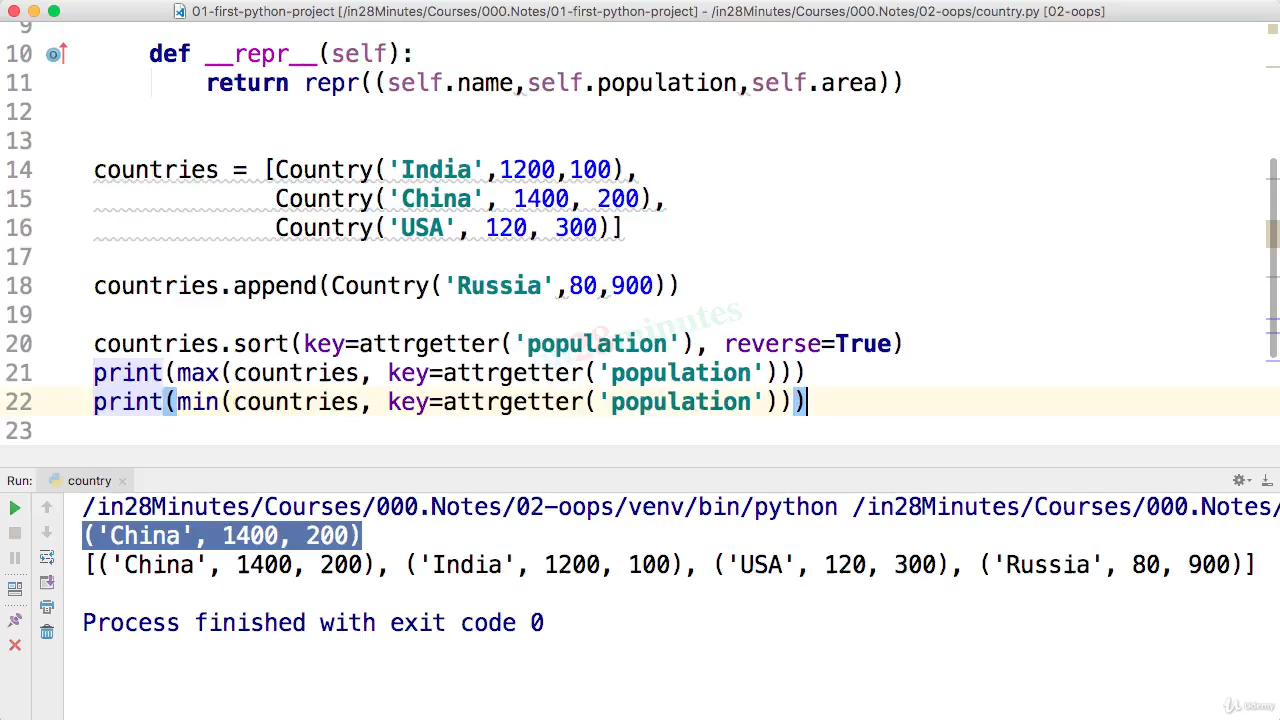 01-first-python-project [/in28Minutes/Courses/000.Notes/01-first-python-project] - /in28Minutes/Courses/000.Notes/02-oops/country.py [02-oops]
9
10 def __repr__(self):
11 return repr((self.name,self.population,self.area))
12
13
14 countries = [Country('India',1200,100),
15 Country('China', 1400, 200),
16 Country('USA', 120, 300)]
17
18 countries.append(Country('Russia',80,900))
19
in28minutes
20 countries.sort(key=attrgetter('population'), reverse=True)
21 print(max(countries, key=attrgetter('population')))
22 print(min(countries, key=attrgetter('population')))
23
Run: country
/in28Minutes/Courses/000.Notes/02-oops/venv/bin/python /in28Minutes/Courses/000.Notes/
('China', 1400, 200)
[('China', 1400, 200), ('India', 1200, 100), ('USA', 120, 300), ('Russia', 80, 900)]
Process finished with exit code 0
Udemy